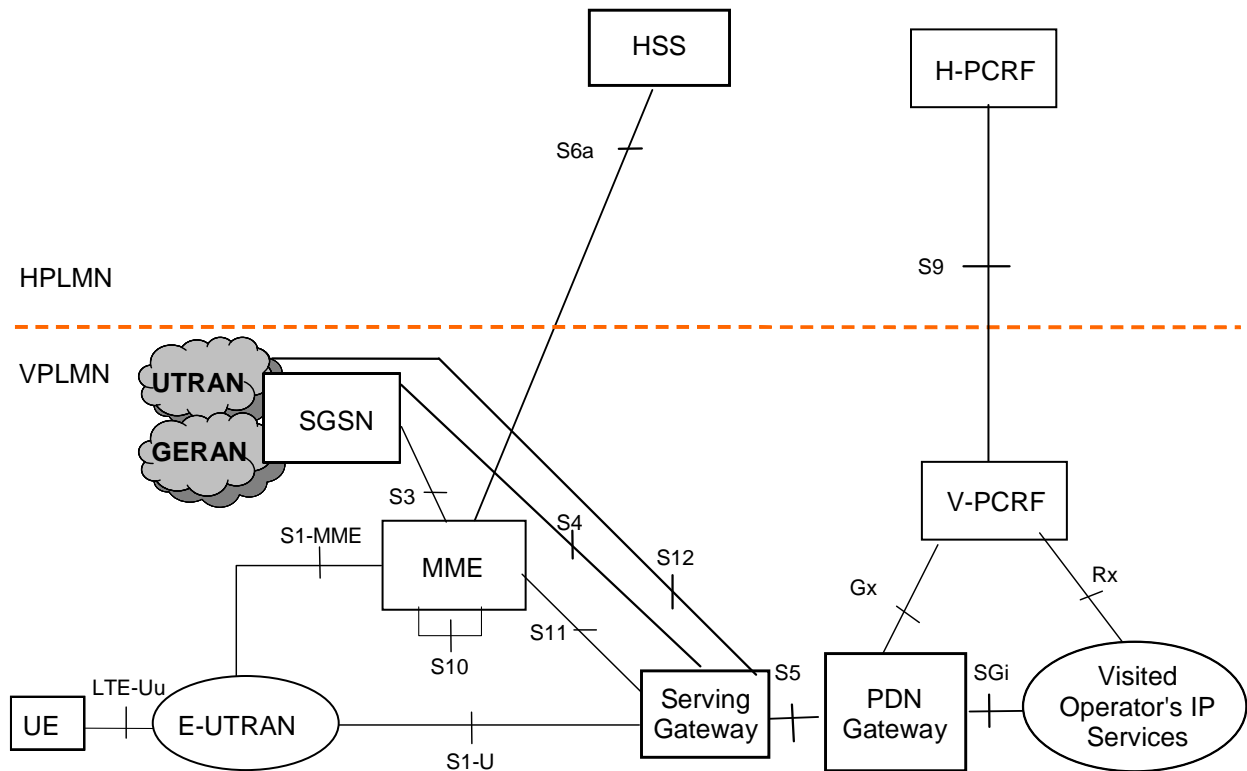 HSS
H-PCRF
S6a
S9
HPLMN
VPLMN
UTRAN
SGSN
GERAN
S3
S4
V-PCRF
S1-MME
MME
S12
Gx
Rx
S11
S10
LTE-Uu
S5
SGi
UE
E-UTRAN
Serving
Gateway
PDN
Gateway
Visited
Operator's IP
Services
S1-U